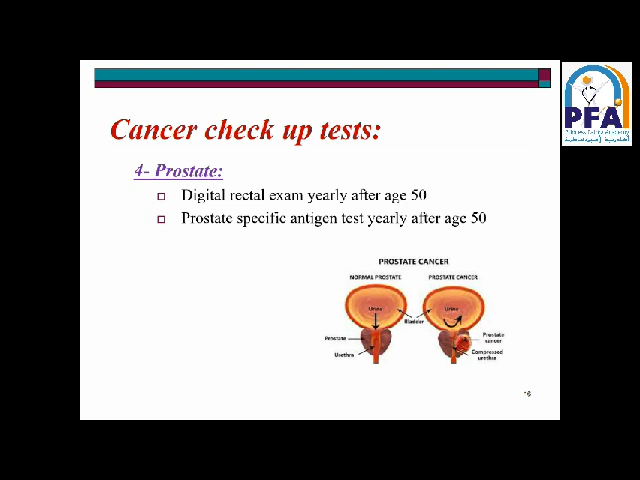 Cancer check up tests:
4- Prostate:
Digital rectal exam yearly after age 50
Prostate specific antigen test yearly after age 50
PROSTATE CANCER
NORMAL PROSTATE
PROSTATE CANCER
Urine
Urine
Bladder
Prostate
Urethra
Prostate cancer
Compressed urethra
16
PFA